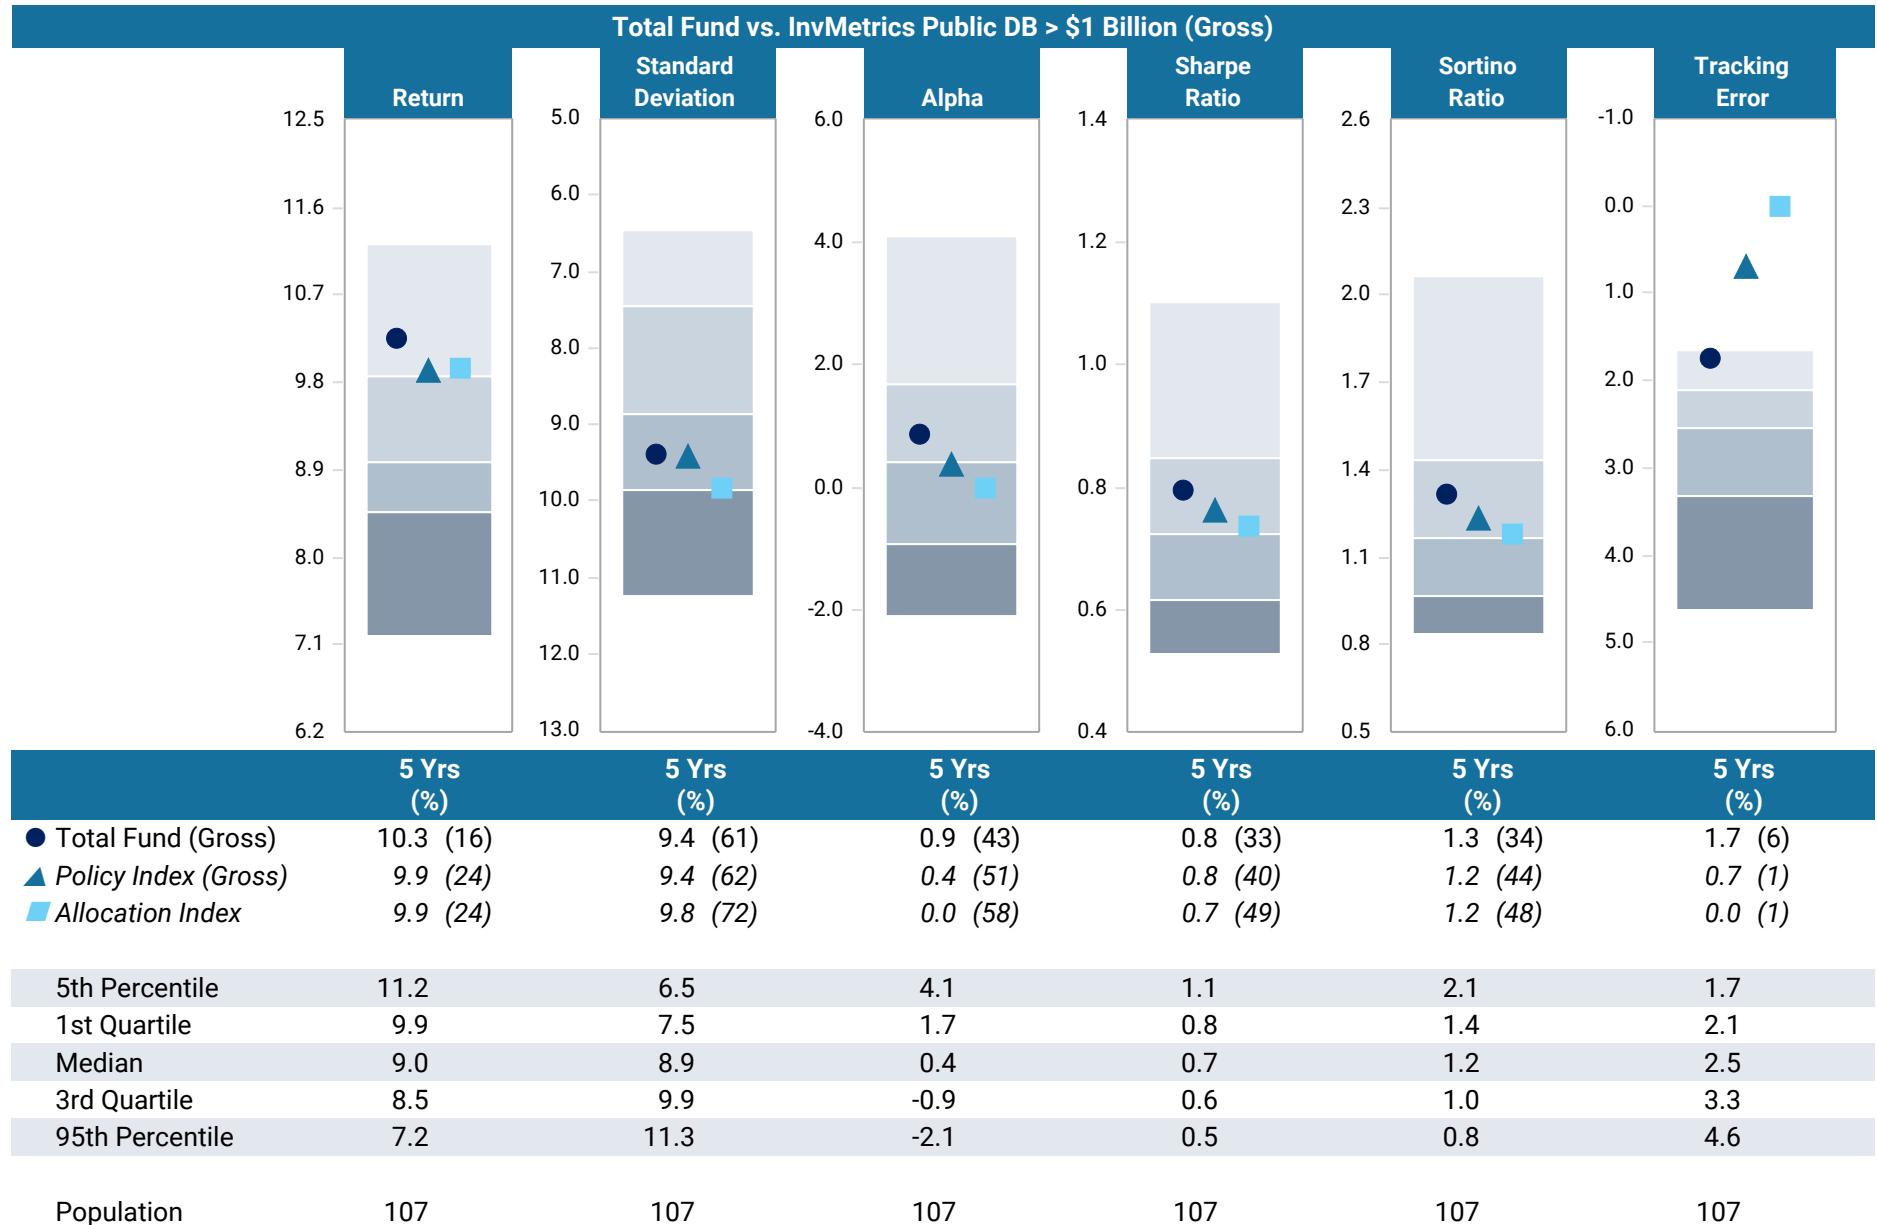 Total Fund vs. InvMetrics Public DB > $1 Billion (Gross)
Return
12.5
11.6
10.7
9.8
8.9
8.0
7.1
6.2
Standard
Deviation
5.0
6.0
7.0
8.0
9.0
10.0
11.0
12.0
13.0
Alpha
6.0
4.0
2.0
0.0
-2.0
-4.0
Sharpe
Ratio
1.4
1.2
1.0
0.8
0.6
0.4
Sortino
Ratio
2.6
2.3
2.0
1.7
1.4
1.1
0.8
0.5
Tracking
Error
-1.0
0.0
1.0
2.0
3.0
4.0
5.0
6.0
5 Yrs 5 Yrs 5 Yrs 5 Yrs 5 Yrs 5 Yrs
(%) (%) (%) (%) (%) (%)
Total Fund (Gross) 10.3 (16) 9.4 (61) 0.9 (43) 0.8 (33) 1.3 (34) 1.7 (6)
Policy Index (Gross) 9.9 (24) 9.4 (62) 0.4 (51) 0.8 (40) 1.2 (44) 0.7 (1)
Allocation Index 9.9 (24) 9.8 (72) 0.0 (58) 0.7 (49) 1.2 (48) 0.0 (1)
5th Percentile 11.2 6.5 4.1 1.1 2.1 1.7
1st Quartile 9.9 7.5 1.7 0.8 1.4 2.1
Median 9.0 8.9 0.4 0.7 1.2 2.5
3rd Quartile 8.5 9.9 -0.9 0.6 1.0 3.3
95th Percentile 7.2 11.3 -2.1 0.5 0.8 4.6
Population 107 107 107 107 107 107